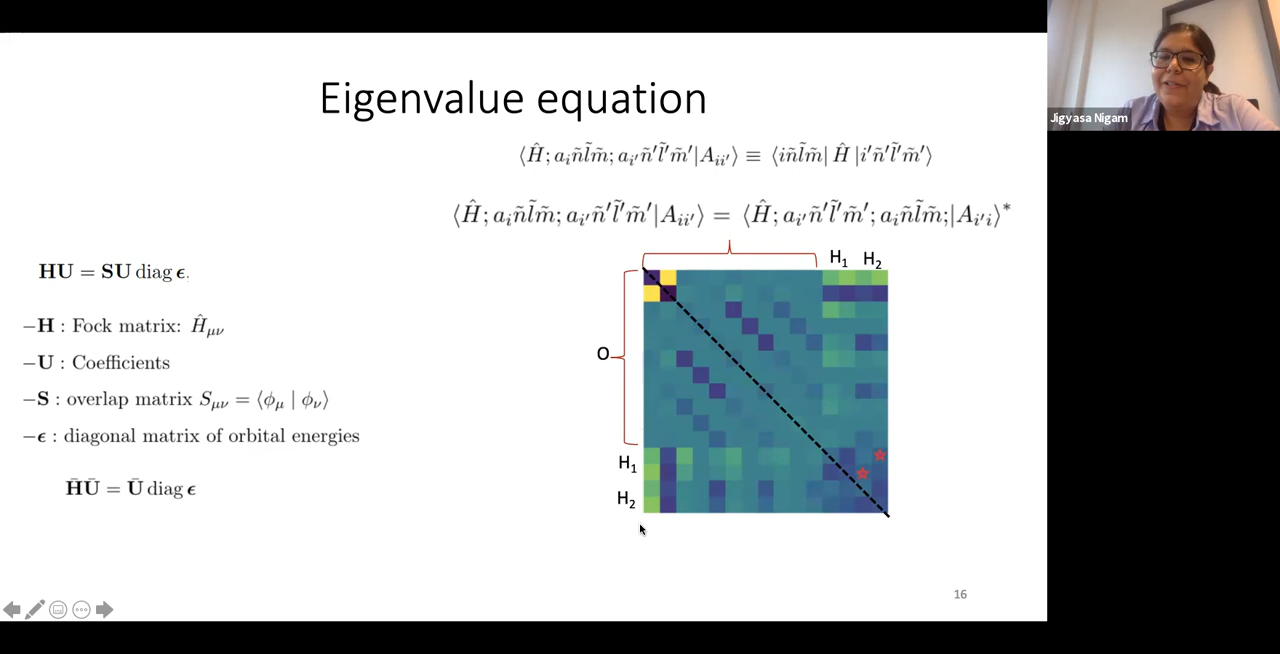 Eigenvalue equation
⟨Ĥ; aᵢñl̃m̃; aᵢ′ñ′l̃′m̃′|Aᵢᵢ′⟩ ≡ ⟨iñl̃m̃| Ĥ |i′ñ′l̃′m̃′⟩
⟨Ĥ; aᵢñl̃m̃; aᵢ′ñ′l̃′m̃′|Aᵢᵢ′⟩ = ⟨Ĥ; aᵢ′ñ′l̃′m̃′; aᵢñl̃m̃;|Aᵢ′ᵢ⟩*
HU = SU diag ϵ.
−H : Fock matrix: Ĥμν
−U : Coefficients
−S : overlap matrix Sμν = ⟨ϕμ | ϕν⟩
−ϵ : diagonal matrix of orbital energies
H̄Ū = Ū diag ϵ
H₁ H₂
O
H₁
H₂
16
Jigyasa Nigam